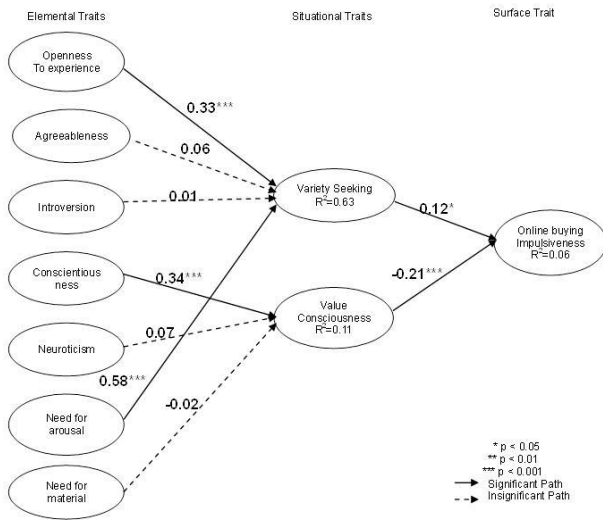 Elemental Traits
Situational Traits
Surface Trait
Openness
To experience
0.33***
Agreeableness
0.06
Introversion
0.01
Variety Seeking
R²=0.63
0.12*
Online buying
Impulsiveness
R²=0.06
Conscientious
ness
0.34***
-0.21***
Value
Consciousness
R²=0.11
Neuroticism
0.07
0.58***
-0.02
Need for
arousal
Need for
material
* p < 0.05
** p < 0.01
*** p < 0.001
Significant Path
Insignificant Path